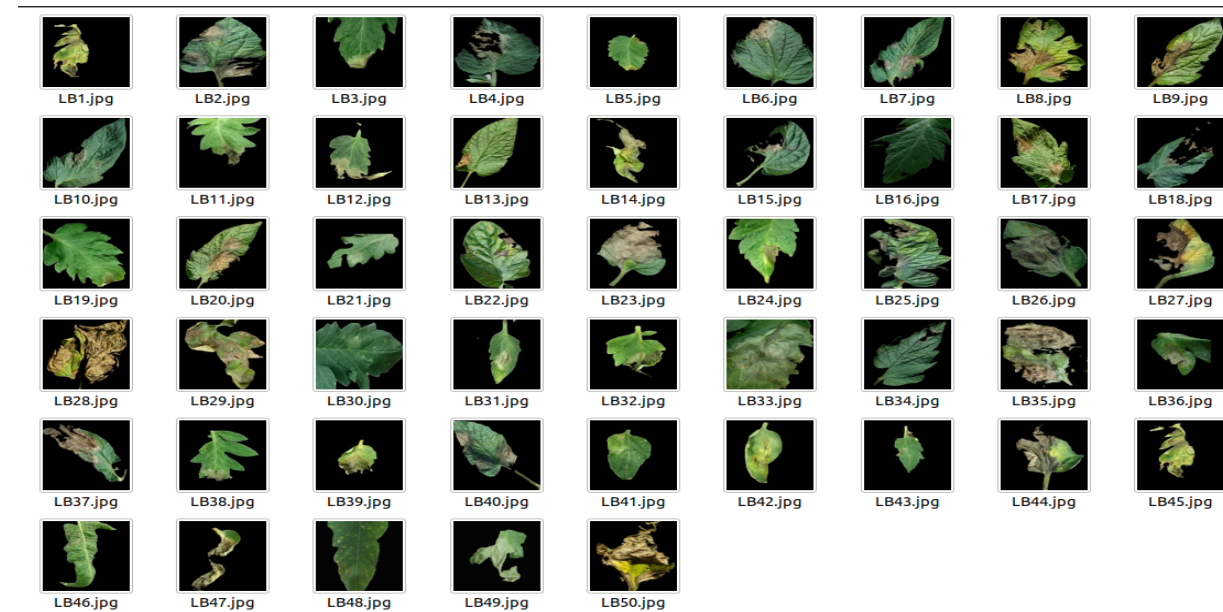 LB1.jpg LB2.jpg LB3.jpg LB4.jpg LB5.jpg LB6.jpg LB7.jpg LB8.jpg LB9.jpg
LB10.jpg LB11.jpg LB12.jpg LB13.jpg LB14.jpg LB15.jpg LB16.jpg LB17.jpg LB18.jpg
LB19.jpg LB20.jpg LB21.jpg LB22.jpg LB23.jpg LB24.jpg LB25.jpg LB26.jpg LB27.jpg
LB28.jpg LB29.jpg LB30.jpg LB31.jpg LB32.jpg LB33.jpg LB34.jpg LB35.jpg LB36.jpg
LB37.jpg LB38.jpg LB39.jpg LB40.jpg LB41.jpg LB42.jpg LB43.jpg LB44.jpg LB45.jpg
LB46.jpg LB47.jpg LB48.jpg LB49.jpg LB50.jpg